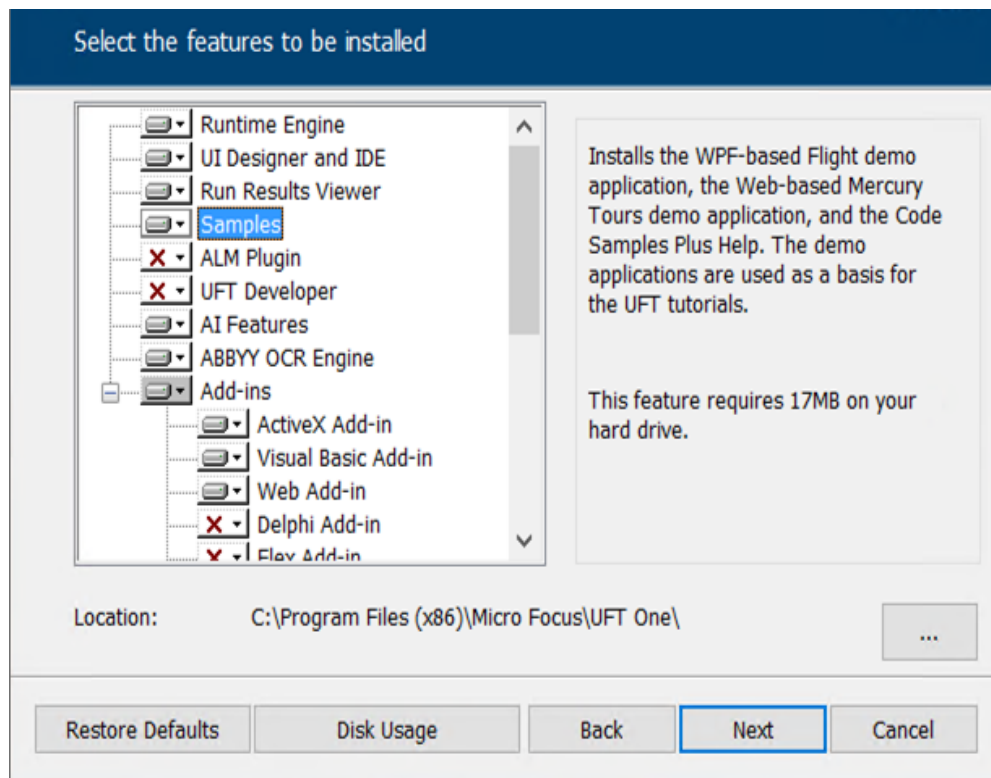 Select the features to be installed
Runtime Engine
UI Designer and IDE
Run Results Viewer
Samples
ALM Plugin
UFT Developer
AI Features
ABBYY OCR Engine
Add-ins
ActiveX Add-in
Visual Basic Add-in
Web Add-in
Delphi Add-in
Flex Add-in
Installs the WPF-based Flight demo
application, the Web-based Mercury
Tours demo application, and the Code
Samples Plus Help. The demo
applications are used as a basis for
the UFT tutorials.
This feature requires 17MB on your
hard drive.
Location: C:\Program Files (x86)\Micro Focus\UFT One\
...
Restore Defaults Disk Usage Back Next Cancel